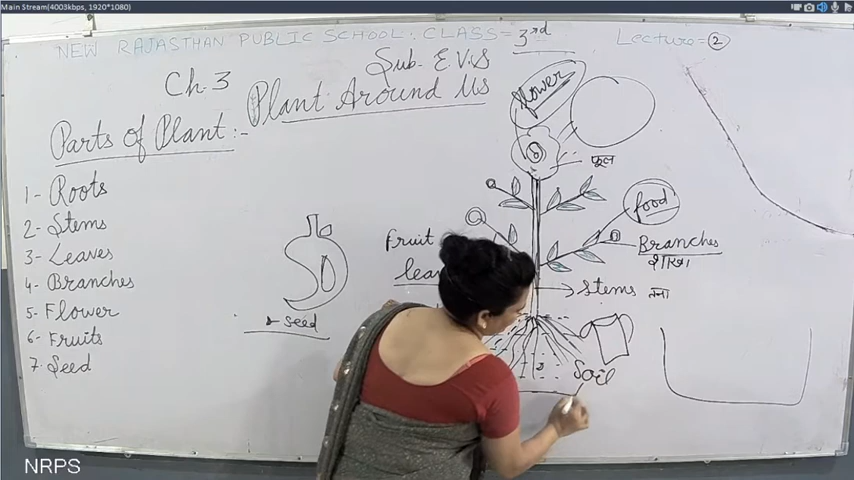 Main Stream(4003kbps, 1920*1080)
NEW RAJASTHAN PUBLIC SCHOOL: CLASS = 3rd
Lecture = 2
Sub. E.V.S
Ch. 3
Plant Around Us
Parts of Plant:-
1- Roots
2- Stems
3- Leaves
4- Branches
5- Flower
6- Fruits
7- Seed
flower
फूल
food
Fruit
Branches
शाखा
Stems तना
seed
Soil
NRPS